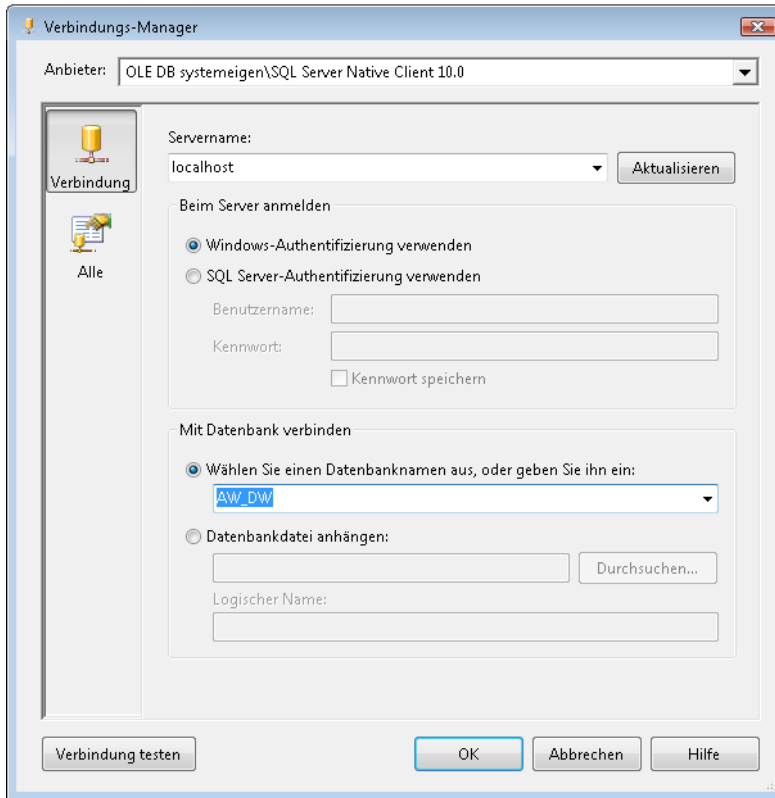 Verbindungs-Manager
Anbieter: OLE DB systemeigen\SQL Server Native Client 10.0
Verbindung
Alle
Servername:
localhost Aktualisieren
Beim Server anmelden
Windows-Authentifizierung verwenden
SQL Server-Authentifizierung verwenden
Benutzername:
Kennwort:
Kennwort speichern
Mit Datenbank verbinden
Wählen Sie einen Datenbanknamen aus, oder geben Sie ihn ein:
AW_DW
Datenbankdatei anhängen:
Durchsuchen...
Logischer Name:
Verbindung testen OK Abbrechen Hilfe